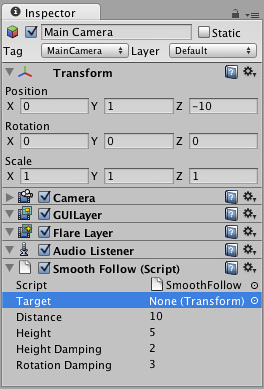 Inspector
Main Camera Static
Tag MainCamera Layer Default
Transform
Position
X 0 Y 1 Z -10
Rotation
X 0 Y 0 Z 0
Scale
X 1 Y 1 Z 1
Camera
GUILayer
Flare Layer
Audio Listener
Smooth Follow (Script)
Script SmoothFollow
Target None (Transform)
Distance 10
Height 5
Height Damping 2
Rotation Damping 3